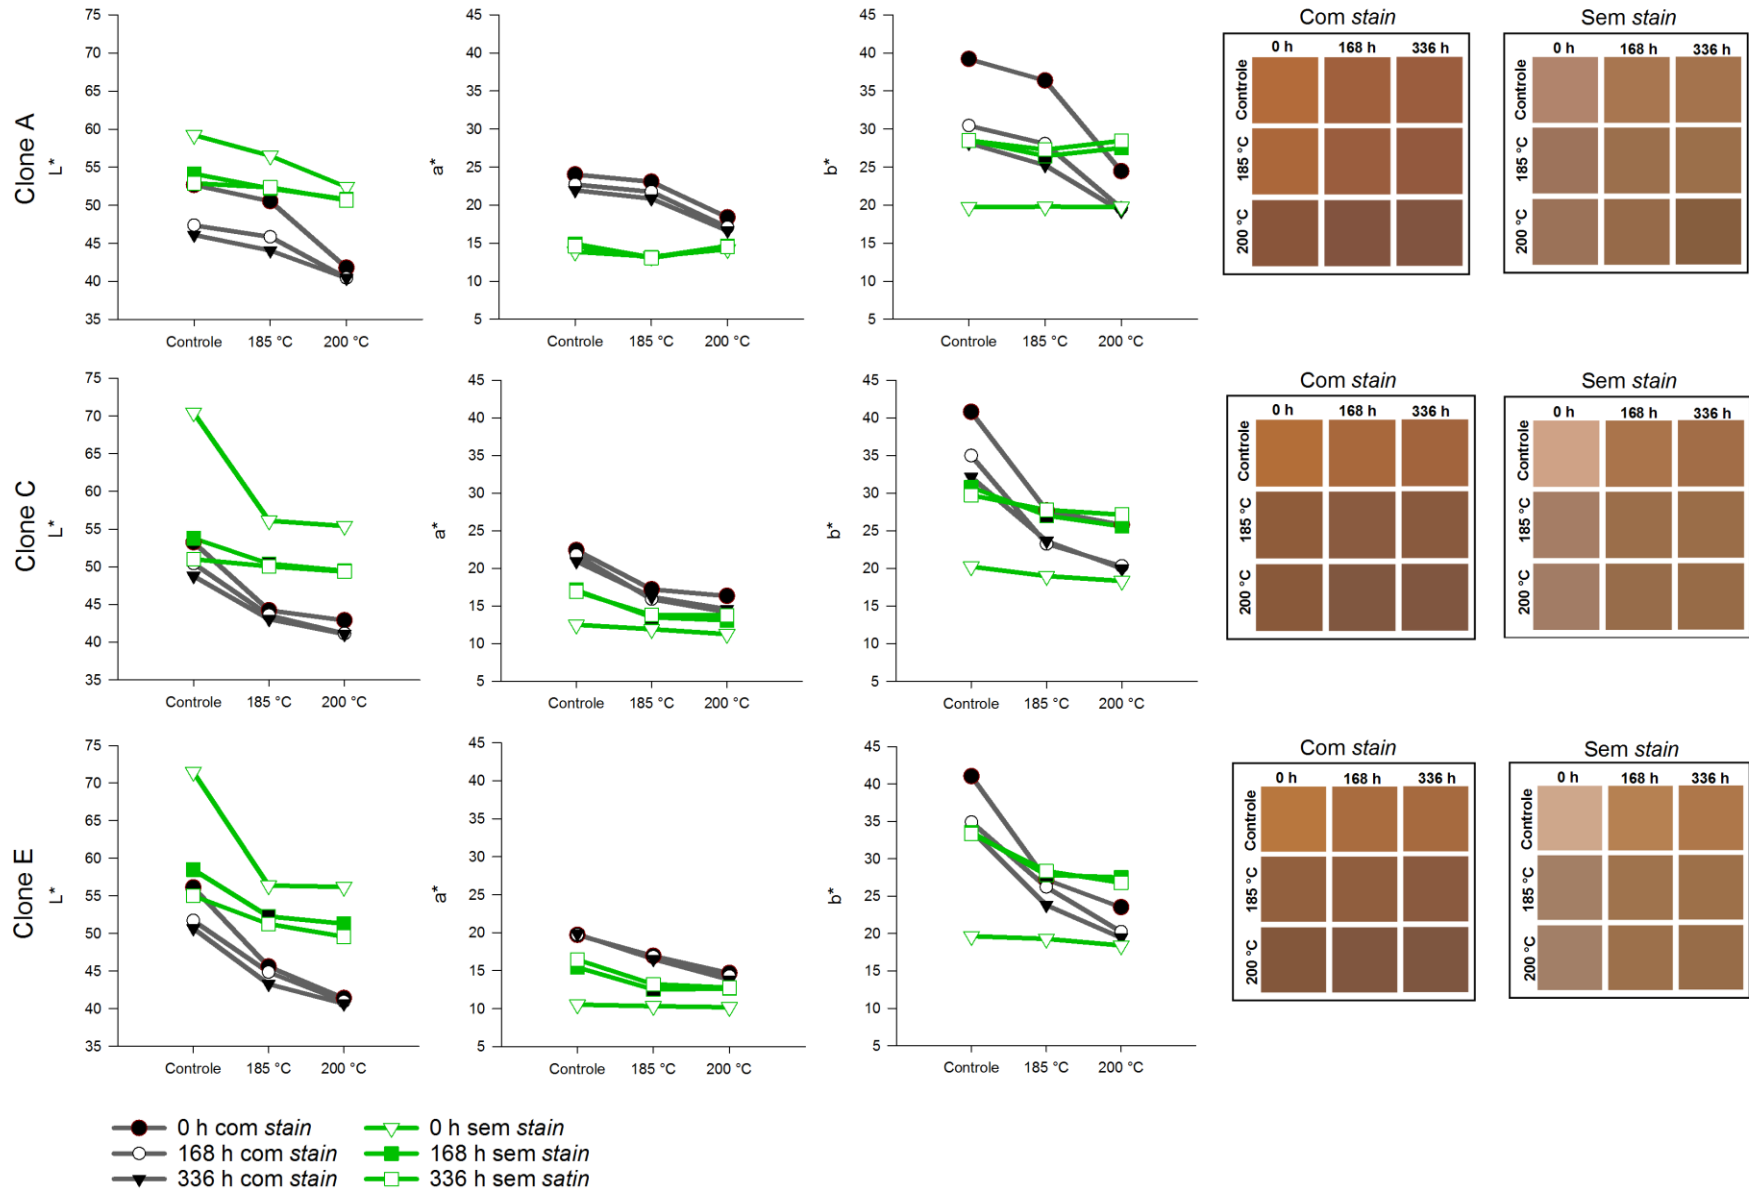 Clone A
L*
75
70
65
60
55
50
45
40
35
Controle 185 °C 200 °C
a*
45
40
35
30
25
20
15
10
5
Controle 185 °C 200 °C
b*
45
40
35
30
25
20
15
10
5
Controle 185 °C 200 °C
Com stain
0 h 168 h 336 h
Controle
185 °C
200 °C
Sem stain
0 h 168 h 336 h
Controle
185 °C
200 °C
Clone C
L*
75
70
65
60
55
50
45
40
35
Controle 185 °C 200 °C
a*
45
40
35
30
25
20
15
10
5
Controle 185 °C 200 °C
b*
45
40
35
30
25
20
15
10
5
Controle 185 °C 200 °C
Com stain
0 h 168 h 336 h
Controle
185 °C
200 °C
Sem stain
0 h 168 h 336 h
Controle
185 °C
200 °C
Clone E
L*
75
70
65
60
55
50
45
40
35
Controle 185 °C 200 °C
a*
45
40
35
30
25
20
15
10
5
Controle 185 °C 200 °C
b*
45
40
35
30
25
20
15
10
5
Controle 185 °C 200 °C
Com stain
0 h 168 h 336 h
Controle
185 °C
200 °C
Sem stain
0 h 168 h 336 h
Controle
185 °C
200 °C
0 h com stain
168 h com stain
336 h com stain
0 h sem stain
168 h sem stain
336 h sem satin